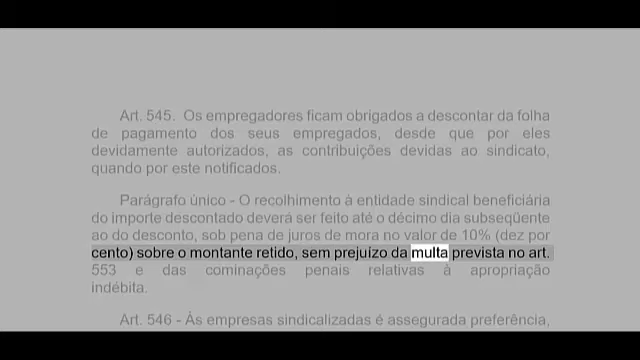 Art. 545.  Os empregadores ficam obrigados a descontar da folha
de pagamento dos seus empregados, desde que por eles
devidamente autorizados, as contribuições devidas ao sindicato,
quando por este notificados.
Parágrafo único - O recolhimento à entidade sindical beneficiária
do importe descontado deverá ser feito até o décimo dia subseqüente
ao do desconto, sob pena de juros de mora no valor de 10% (dez por
cento) sobre o montante retido, sem prejuízo da multa prevista no art.
553 e das cominações penais relativas à apropriação
indébita.
Art. 546 - Às empresas sindicalizadas é assegurada preferência,